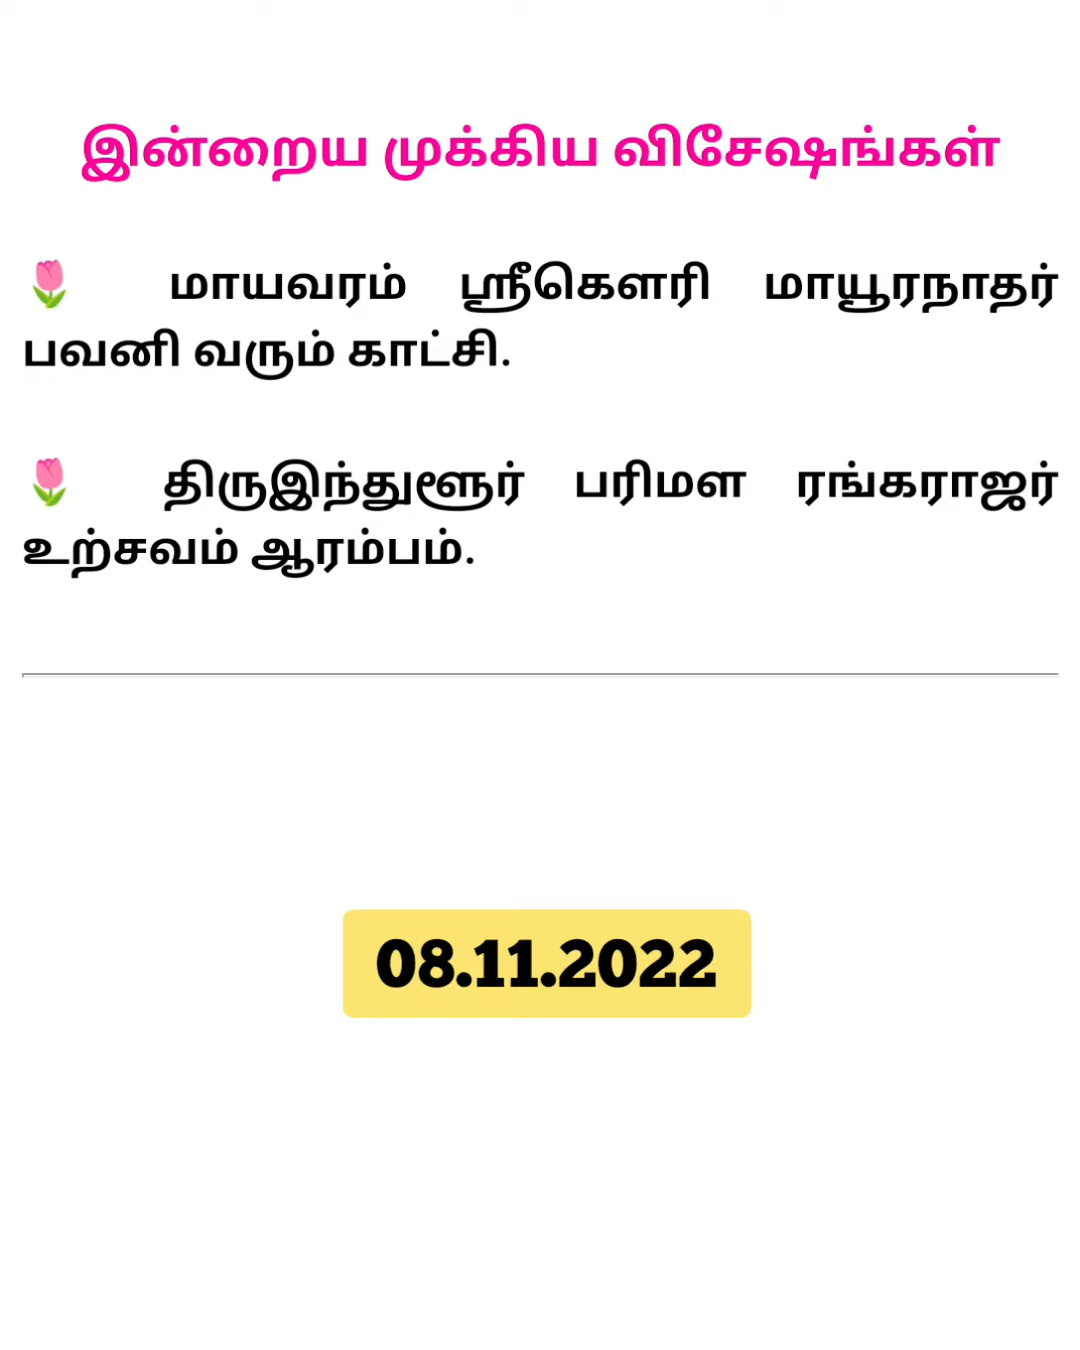 இன்றைய முக்கிய விசேஷங்கள்
🌷 மாயவரம் ஸ்ரீகௌரி மாயூரநாதர்
பவனி வரும் காட்சி.
🌷 திருஇந்துளூர் பரிமள ரங்கராஜர்
உற்சவம் ஆரம்பம்.
08.11.2022